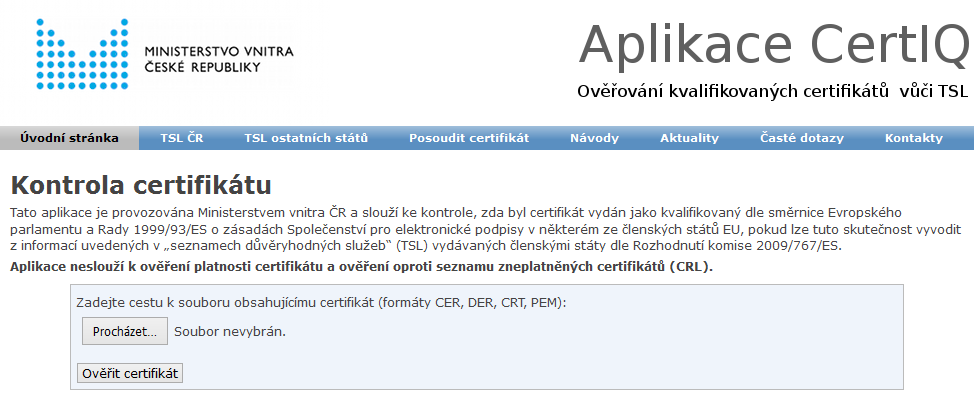 MINISTERSTVO VNITRA
ČESKÉ REPUBLIKY
Aplikace CertIQ
Ověřování kvalifikovaných certifikátů vůči TSL
Úvodní stránka TSL ČR TSL ostatních států Posoudit certifikát Návody Aktuality Časté dotazy Kontakty
Kontrola certifikátu
Tato aplikace je provozována Ministerstvem vnitra ČR a slouží ke kontrole, zda byl certifikát vydán jako kvalifikovaný dle směrnice Evropského
parlamentu a Rady 1999/93/ES o zásadách Společenství pro elektronické podpisy v některém ze členských států EU, pokud lze tuto skutečnost vyvodit
z informací uvedených v „seznamech důvěryhodných služeb“ (TSL) vydávaných členskými státy dle Rozhodnutí komise 2009/767/ES.
Aplikace neslouží k ověření platnosti certifikátu a ověření oproti seznamu zneplatněných certifikátů (CRL).
Zadejte cestu k souboru obsahujícímu certifikát (formáty CER, DER, CRT, PEM):
Procházet... Soubor nevybrán.
Ověřit certifikát